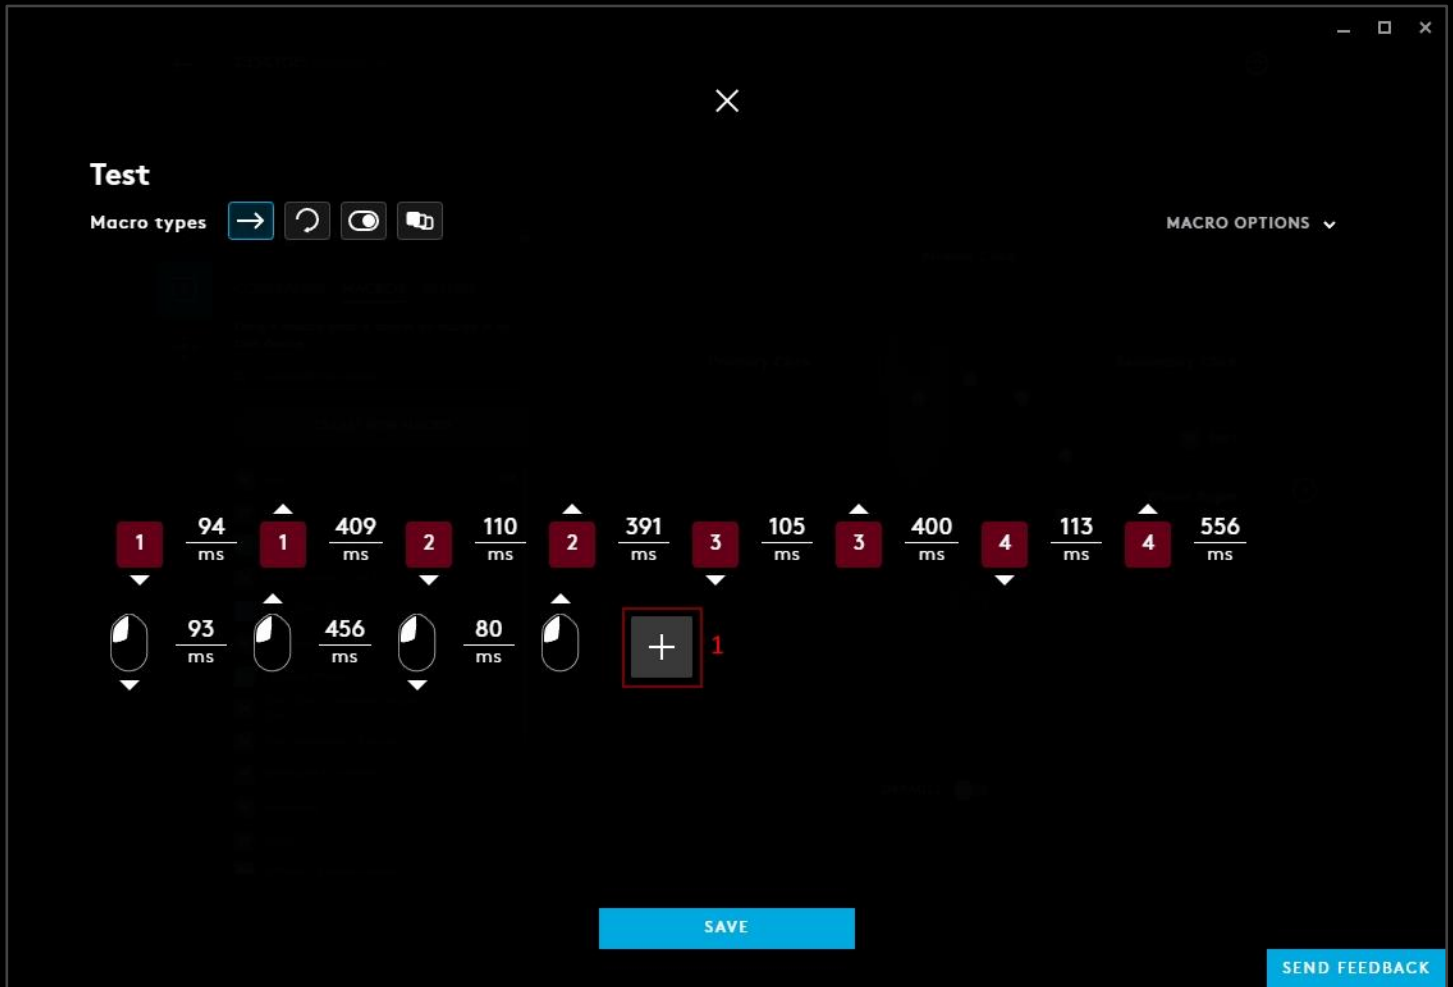 Test
Macro types
MACRO OPTIONS
1 94 ms 1 409 ms 2 110 ms 2 391 ms 3 105 ms 3 400 ms 4 113 ms 4 556 ms
93 ms 456 ms 80 ms + 1
SAVE
SEND FEEDBACK